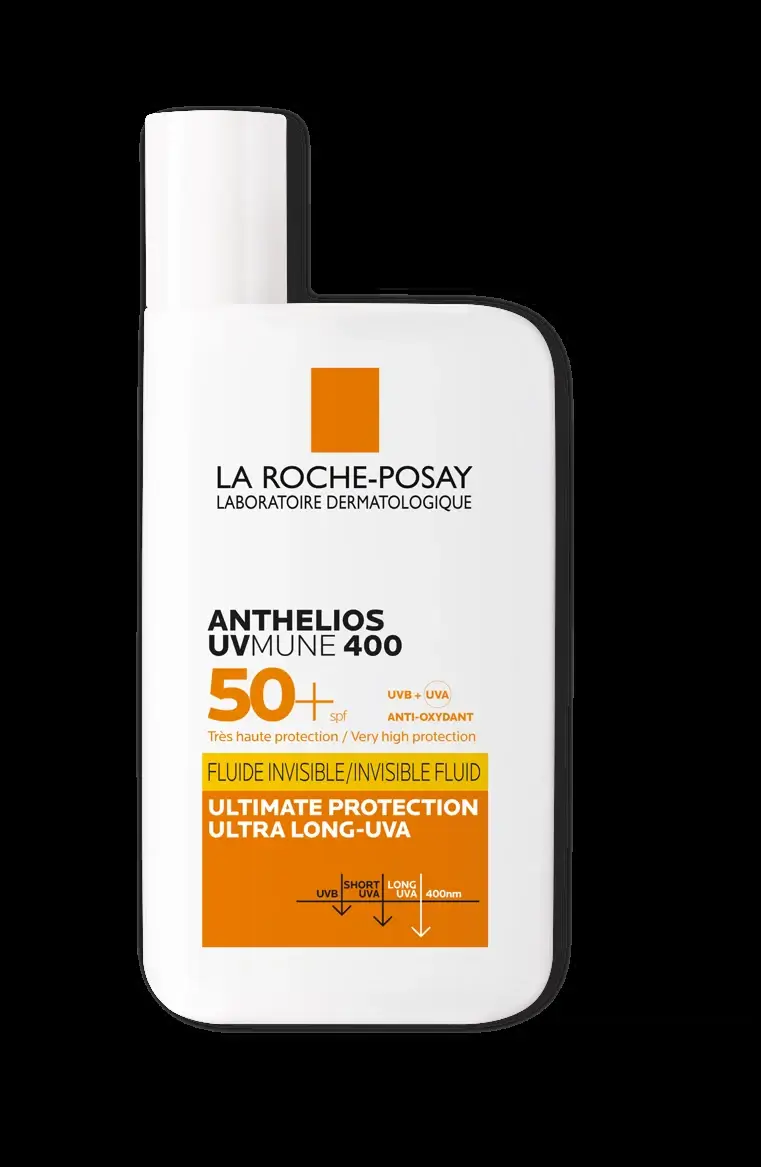 LA ROCHE-POSAY
LABORATOIRE DERMATOLOGIQUE
ANTHELIOS
UVMUNE 400
50+ spf
UVB + UVA
ANTI-OXYDANT
Très haute protection / Very high protection
FLUIDE INVISIBLE/INVISIBLE FLUID
ULTIMATE PROTECTION
ULTRA LONG-UVA
UVB SHORT UVA LONG UVA 400nm